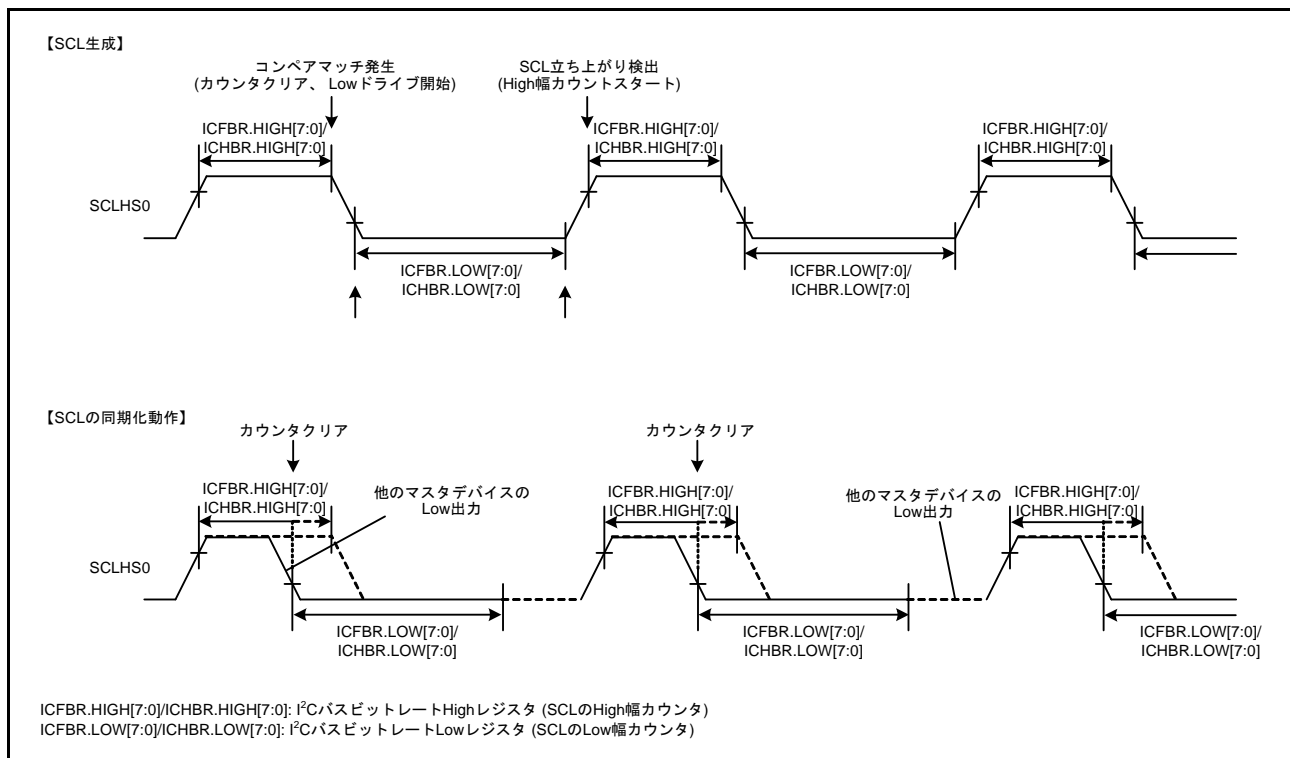 【SCL生成】
コンペアマッチ発生
(カウンタクリア、 Lowドライブ開始)
SCL立ち上がり検出
(High幅カウントスタート)
ICFBR.HIGH[7:0]/
ICHBR.HIGH[7:0]
ICFBR.HIGH[7:0]/
ICHBR.HIGH[7:0]
ICFBR.HIGH[7:0]/
ICHBR.HIGH[7:0]
SCLHS0
ICFBR.LOW[7:0]/
ICHBR.LOW[7:0]
ICFBR.LOW[7:0]/
ICHBR.LOW[7:0]
【SCLの同期化動作】
カウンタクリア
カウンタクリア
ICFBR.HIGH[7:0]/
ICHBR.HIGH[7:0]
他のマスタデバイスの
Low出力
ICFBR.HIGH[7:0]/
ICHBR.HIGH[7:0]
他のマスタデバイスの
Low出力
ICFBR.HIGH[7:0]/
ICHBR.HIGH[7:0]
SCLHS0
ICFBR.LOW[7:0]/
ICHBR.LOW[7:0]
ICFBR.LOW[7:0]/
ICHBR.LOW[7:0]
ICFBR.LOW[7:0]/
ICHBR.LOW[7:0]
ICFBR.HIGH[7:0]/ICHBR.HIGH[7:0]: I²Cバスビットレート​Highレジスタ (SCLのHigh幅カウンタ)
ICFBR.LOW[7:0]/ICHBR.LOW[7:0]: I²CバスビットレートLowレジスタ (SCLのLow幅カウンタ)